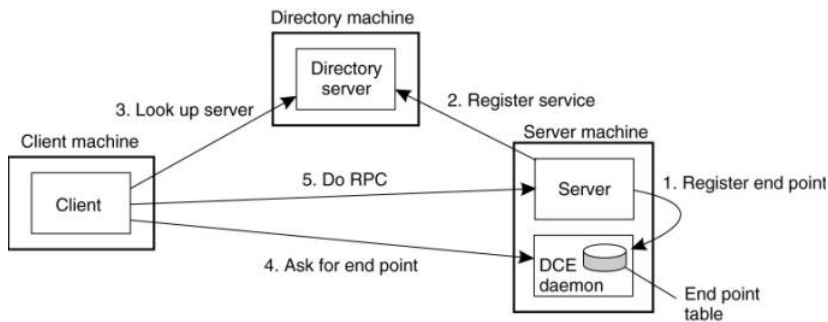 Directory machine
Directory
server
3. Look up server
2. Register service
Client machine
Server machine
Client
5. Do RPC
Server
1. Register end point
4. Ask for end point
DCE
daemon
End point
table